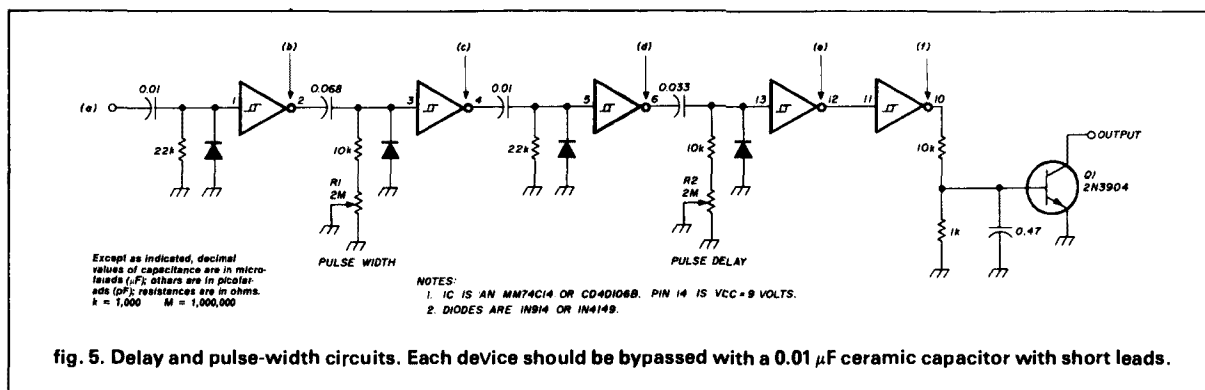 (b)
(c)
(d)
(e)
(f)
(a)
0.01
1
2
0.068
3
4
0.01
5
6
0.033
13
12
11
10
22k
10k
R1
2M
PULSE WIDTH
22k
10k
R2
2M
PULSE DELAY
10k
1k
0.47
OUTPUT
Q1
2N3904
Except as indicated, decimal
values of capacitance are in micro-
farads (µF); others are in picofar-
ads (pF); resistances are in ohms.
k = 1,000 M = 1,000,000
NOTES:
1. IC IS AN MM74C14 OR CD40106B. PIN 14 IS VCC = 9 VOLTS.
2. DIODES ARE IN914 OR IN4149.
fig. 5. Delay and pulse-width circuits. Each device should be bypassed with a 0.01 µF ceramic capacitor with short leads.